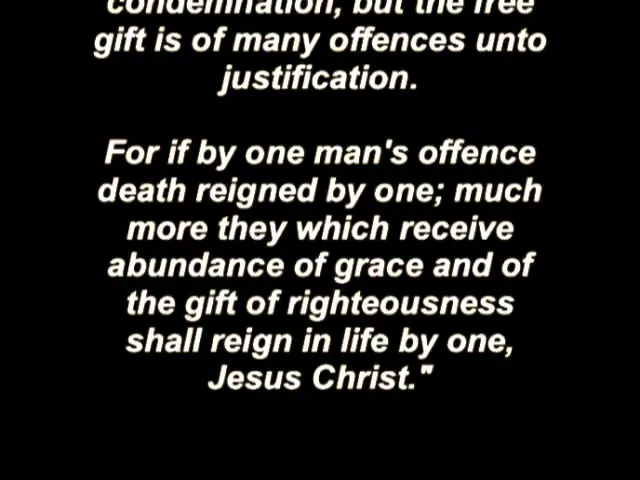 condemnation, but the free
gift is of many offences unto
justification.
For if by one man's offence
death reigned by one; much
more they which receive
abundance of grace and of
the gift of righteousness
shall reign in life by one,
Jesus Christ."